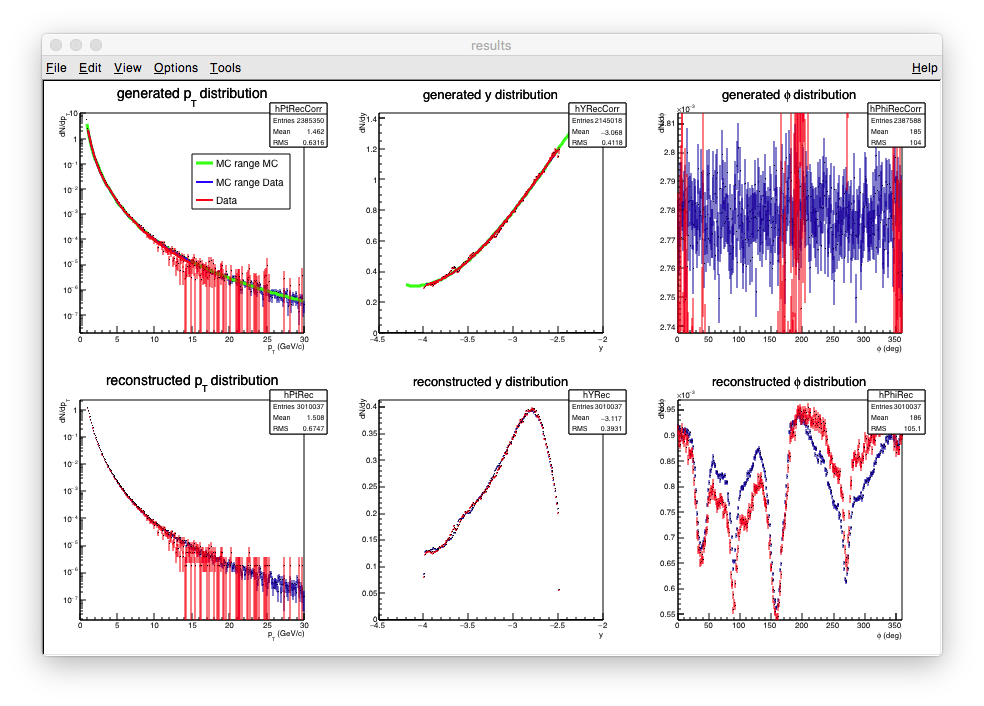 results
File Edit View Options Tools Help
generated p_T distribution
hPtRecCorr
Entries 2385350
Mean 1.462
RMS 0.6316
dN/dp_T
10
1
10⁻¹
10⁻²
10⁻³
10⁻⁴
10⁻⁵
10⁻⁶
10⁻⁷
MC range MC
MC range Data
Data
0 5 10 15 20 25 30
p_T (GeV/c)
generated y distribution
hYRecCorr
Entries 2145018
Mean −3.068
RMS 0.4118
dN/dy
1.4
1.2
1
0.8
0.6
0.4
0.2
0
−4.5 −4 −3.5 −3 −2.5 −2
y
generated ϕ distribution
hPhiRecCorr
Entries 2387588
Mean 185
RMS 104
×10⁻³
2.81
2.8
2.79
2.78
2.77
2.76
2.75
2.74
0 50 100 150 200 250 300 350
ϕ (deg)
reconstructed p_T distribution
hPtRec
Entries 3010037
Mean 1.508
RMS 0.6747
dN/dp_T
1
10⁻¹
10⁻²
10⁻³
10⁻⁴
10⁻⁵
10⁻⁶
10⁻⁷
0 5 10 15 20 25 30
p_T (GeV/c)
reconstructed y distribution
hYRec
Entries 3010037
Mean −3.117
RMS 0.3931
dN/dy
0.4
0.35
0.3
0.25
0.2
0.15
0.1
0.05
0
−4.5 −4 −3.5 −3 −2.5 −2
y
reconstructed ϕ distribution
hPhiRec
Entries 3010037
Mean 186
RMS 105.1
×10⁻³
0.95
0.9
0.85
0.8
0.75
0.7
0.65
0.6
0.55
0 50 100 150 200 250 300 350
ϕ (deg)